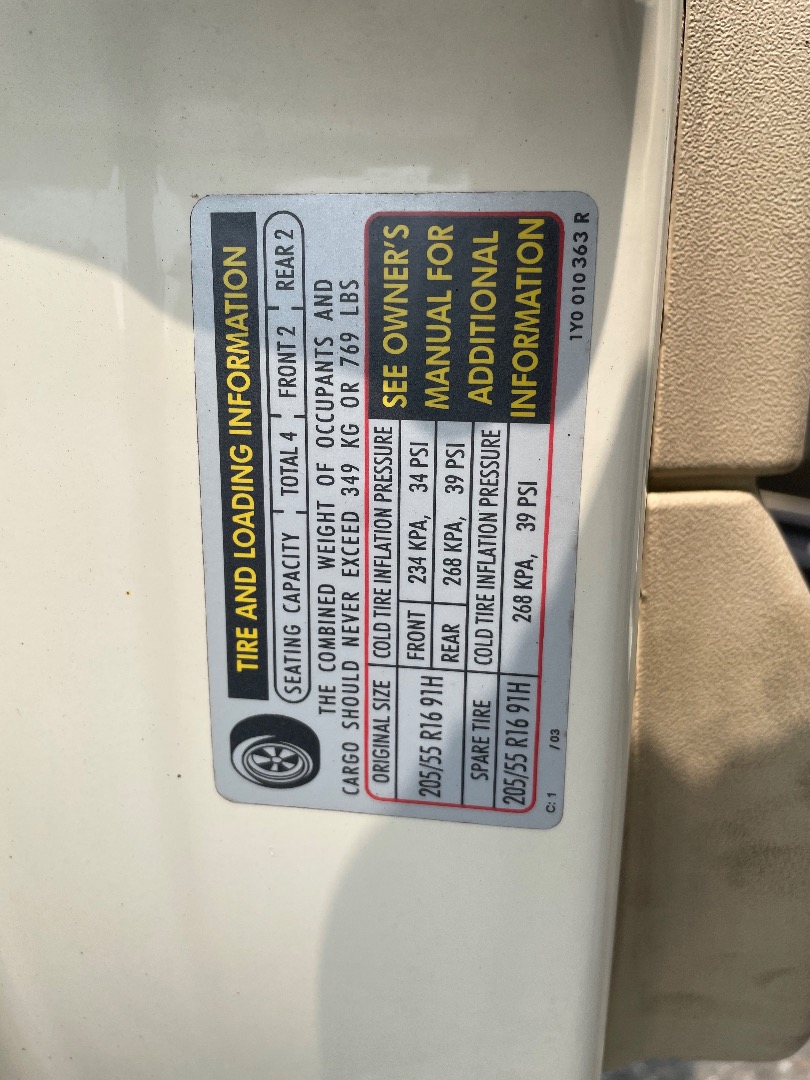 TIRE AND LOADING INFORMATION
SEATING CAPACITY TOTAL 4 FRONT 2 REAR 2
THE COMBINED WEIGHT OF OCCUPANTS AND
CARGO SHOULD NEVER EXCEED 349 KG OR 769 LBS
ORIGINAL SIZE COLD TIRE INFLATION PRESSURE
205/55 R16 91H
FRONT 234 KPA, 34 PSI
REAR 268 KPA, 39 PSI
SPARE TIRE COLD TIRE INFLATION PRESSURE
205/55 R16 91H 268 KPA, 39 PSI
SEE OWNER'S
MANUAL FOR
ADDITIONAL
INFORMATION
C: 1 / 03
1Y0 010 363 R